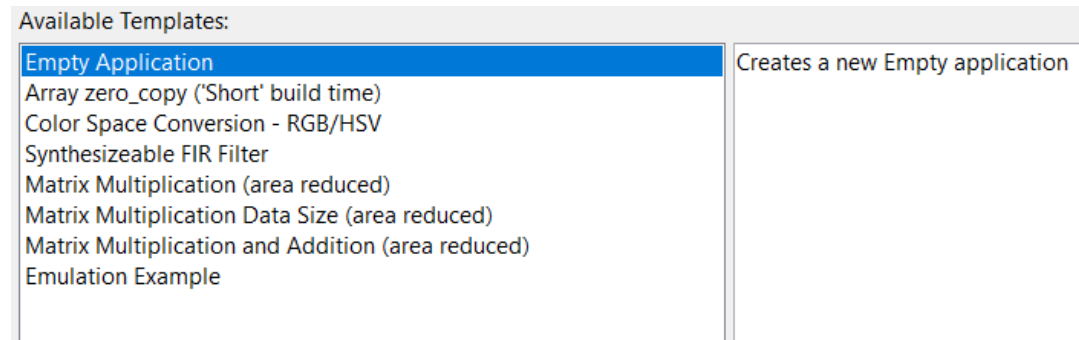 Available Templates:
Empty Application
Array zero_copy ('Short' build time)
Color Space Conversion - RGB/HSV
Synthesizeable FIR Filter
Matrix Multiplication (area reduced)
Matrix Multiplication Data Size (area reduced)
Matrix Multiplication and Addition (area reduced)
Emulation Example
Creates a new Empty application